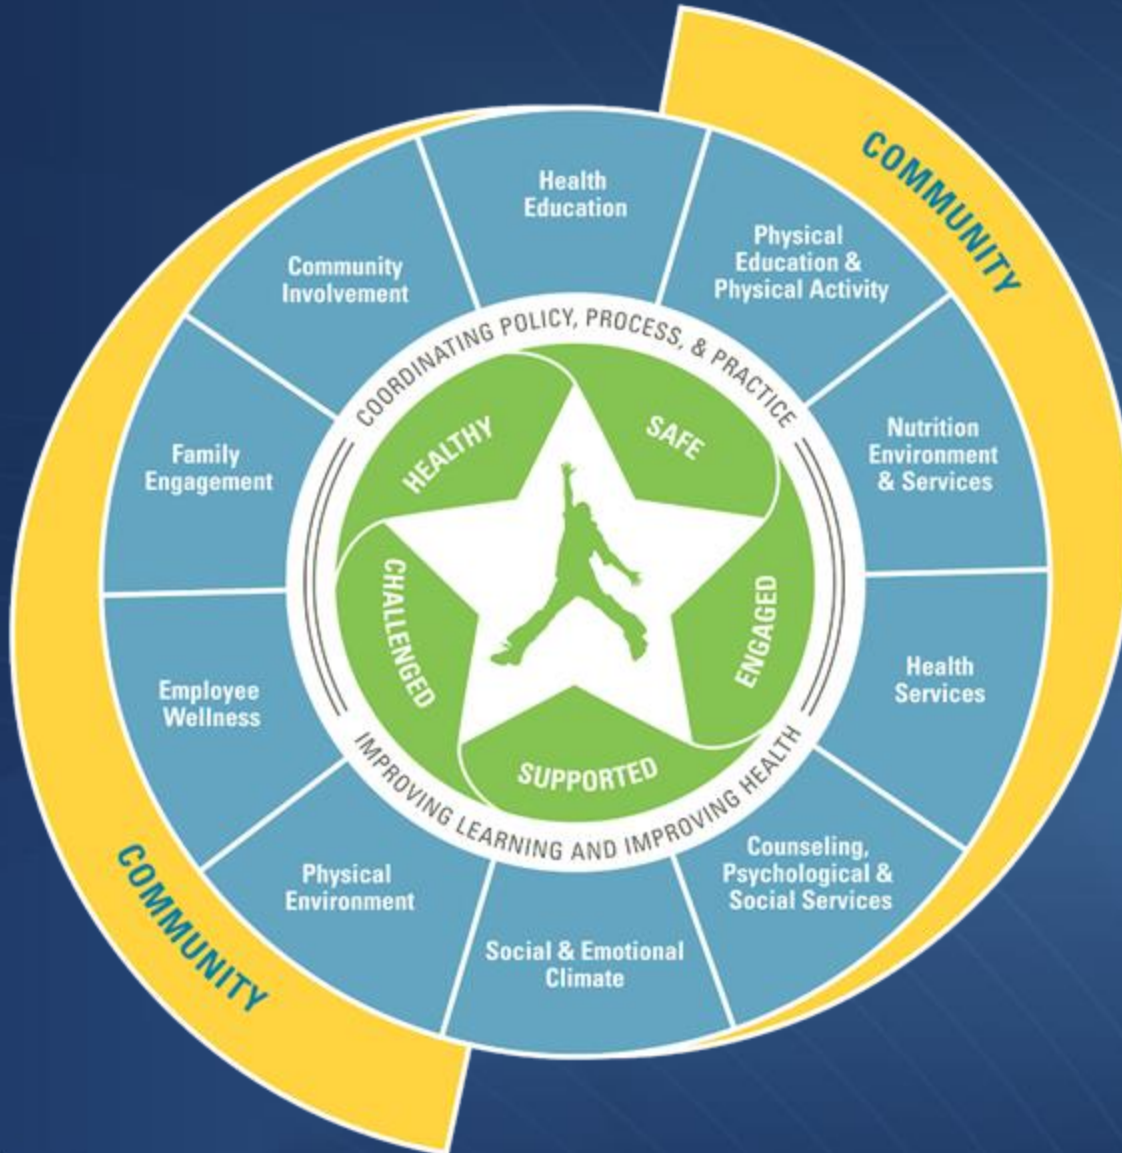 COMMUNITY
Health
Education
Physical
Education &
Physical Activity
Nutrition
Environment
& Services
Health
Services
Counseling,
Psychological &
Social Services
Social & Emotional
Climate
Physical
Environment
Employee
Wellness
Family
Engagement
Community
Involvement
COORDINATING POLICY, PROCESS, & PRACTICE
IMPROVING LEARNING AND IMPROVING HEALTH
HEALTHY
SAFE
ENGAGED
SUPPORTED
CHALLENGED
COMMUNITY